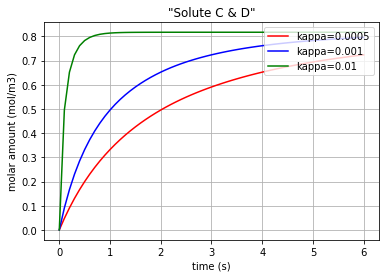 "Solute C & D"
kappa=0.0005
kappa=0.001
kappa=0.01
molar amount (mol/m3)
0.8
0.7
0.6
0.5
0.4
0.3
0.2
0.1
0.0
0 1 2 3 4 5 6
time (s)